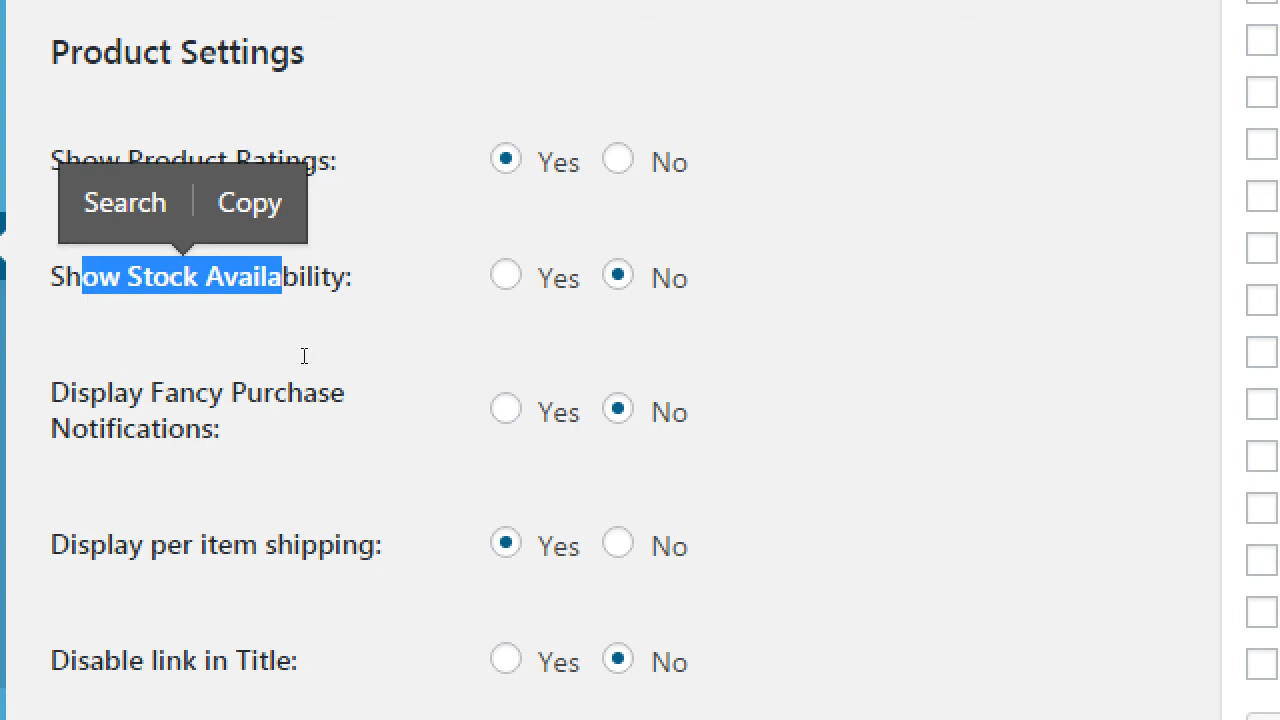 Product Settings
Show Product Ratings: Yes No
Search Copy
Show Stock Availability: Yes No
Display Fancy Purchase
Notifications: Yes No
Display per item shipping: Yes No
Disable link in Title: Yes No